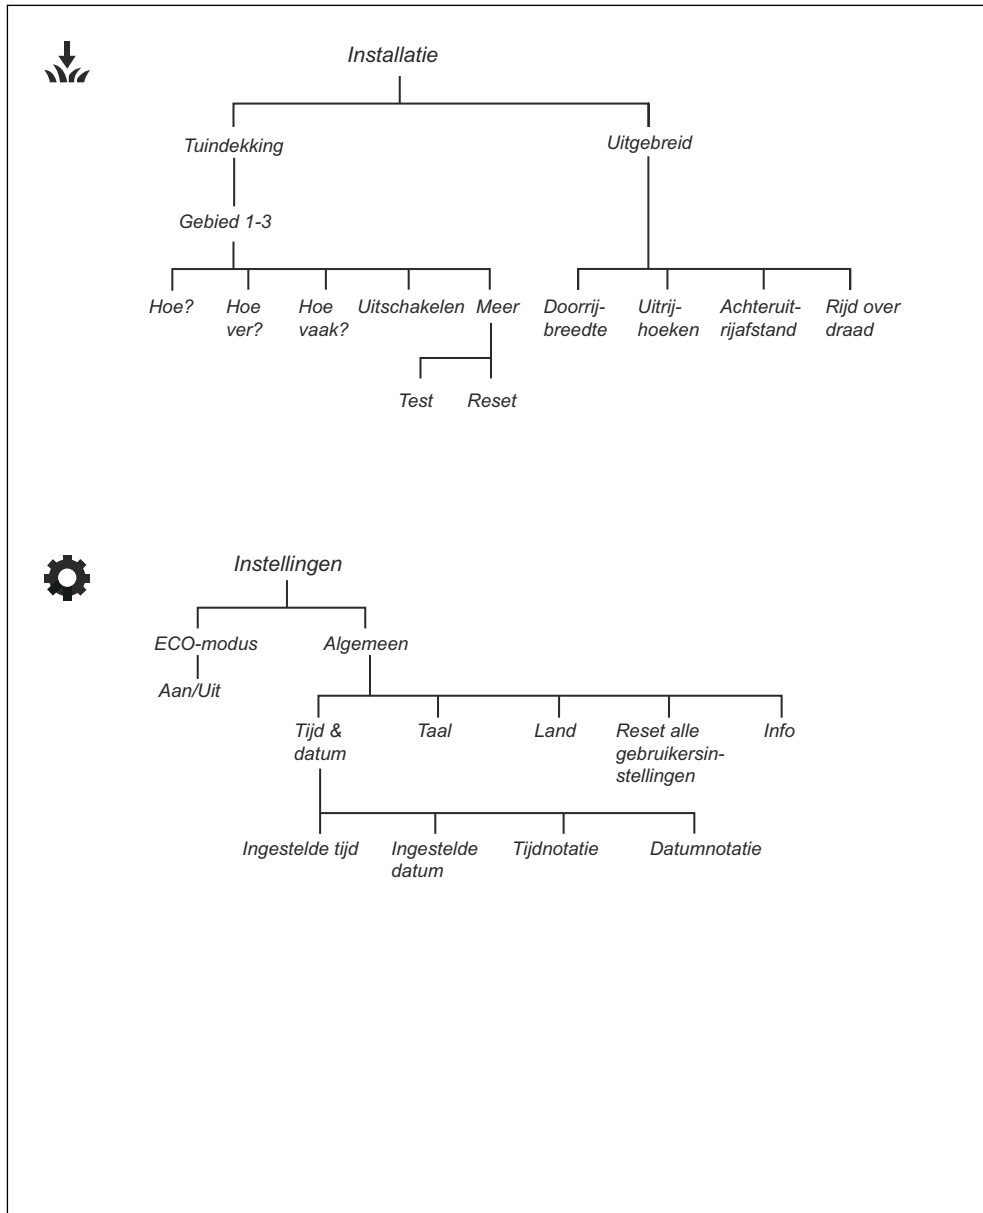 Installatie
Tuindekking
Uitgebreid
Gebied 1-3
Hoe?
Hoe
ver?
Hoe
vaak?
Uitschakelen
Meer
Doorrij-
breedte
Uitrij-
hoeken
Achteruit-
rijafstand
Rijd over
draad
Test
Reset
Instellingen
ECO-modus
Algemeen
Aan/Uit
Tijd &
datum
Taal
Land
Reset alle
gebruikersin-
stellingen
Info
Ingestelde tijd
Ingestelde
datum
Tijdnotatie
Datumnotatie